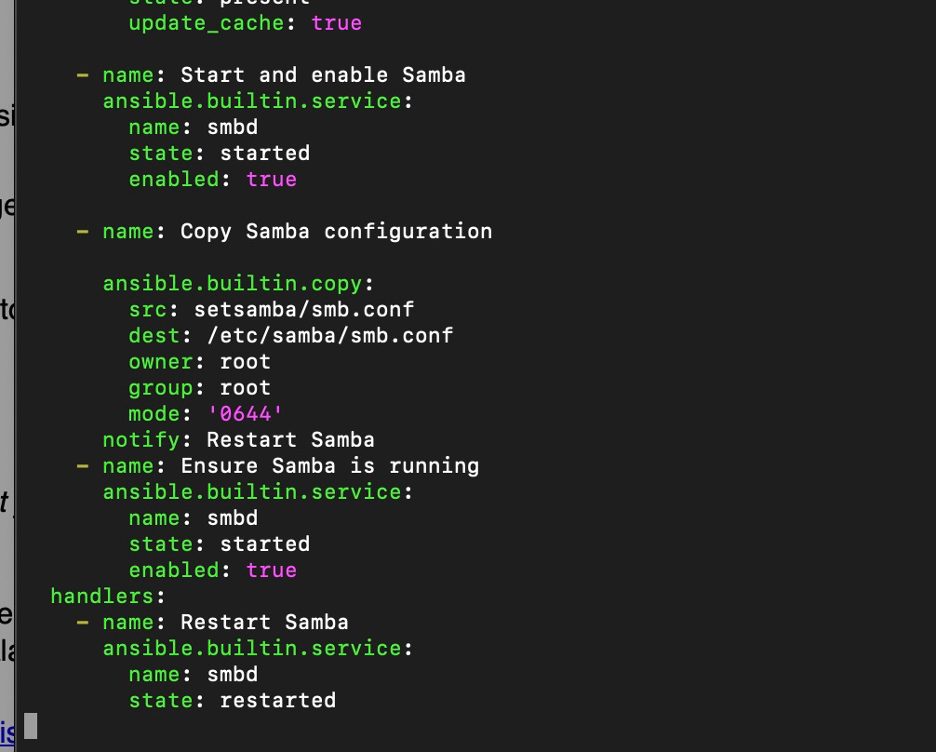 state: present
update_cache: true
- name: Start and enable Samba
ansible.builtin.service:
name: smbd
state: started
enabled: true
- name: Copy Samba configuration
ansible.builtin.copy:
src: setsamba/smb.conf
dest: /etc/samba/smb.conf
owner: root
group: root
mode: '0644'
notify: Restart Samba
- name: Ensure Samba is running
ansible.builtin.service:
name: smbd
state: started
enabled: true
handlers:
- name: Restart Samba
ansible.builtin.service:
name: smbd
state: restarted